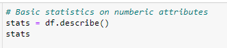 # Basic statistics on numberic attributes
stats = df.describe()
stats